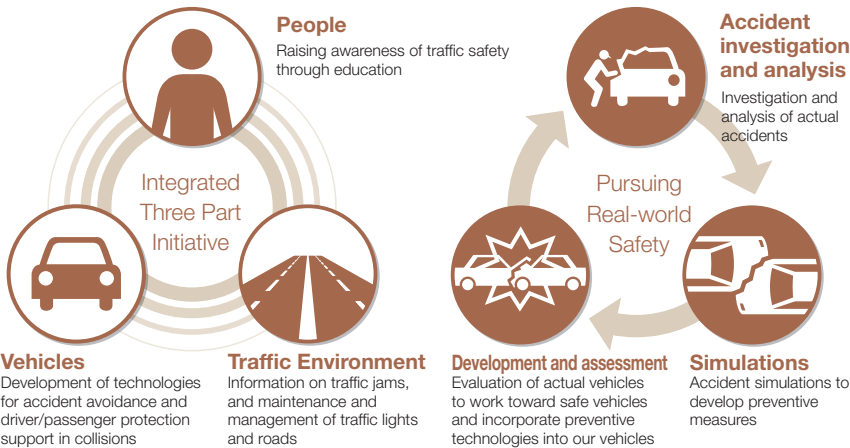 People
Raising awareness of traffic safety
through education
Integrated
Three Part
Initiative
Vehicles
Development of technologies
for accident avoidance and
driver/passenger protection
support in collisions
Traffic Environment
Information on traffic jams,
and maintenance and
management of traffic lights
and roads
Accident
investigation
and analysis
Investigation and
analysis of actual
accidents
Pursuing
Real-world
Safety
Development and assessment
Evaluation of actual vehicles
to work toward safe vehicles
and incorporate preventive
technologies into our vehicles
Simulations
Accident simulations to
develop preventive
measures